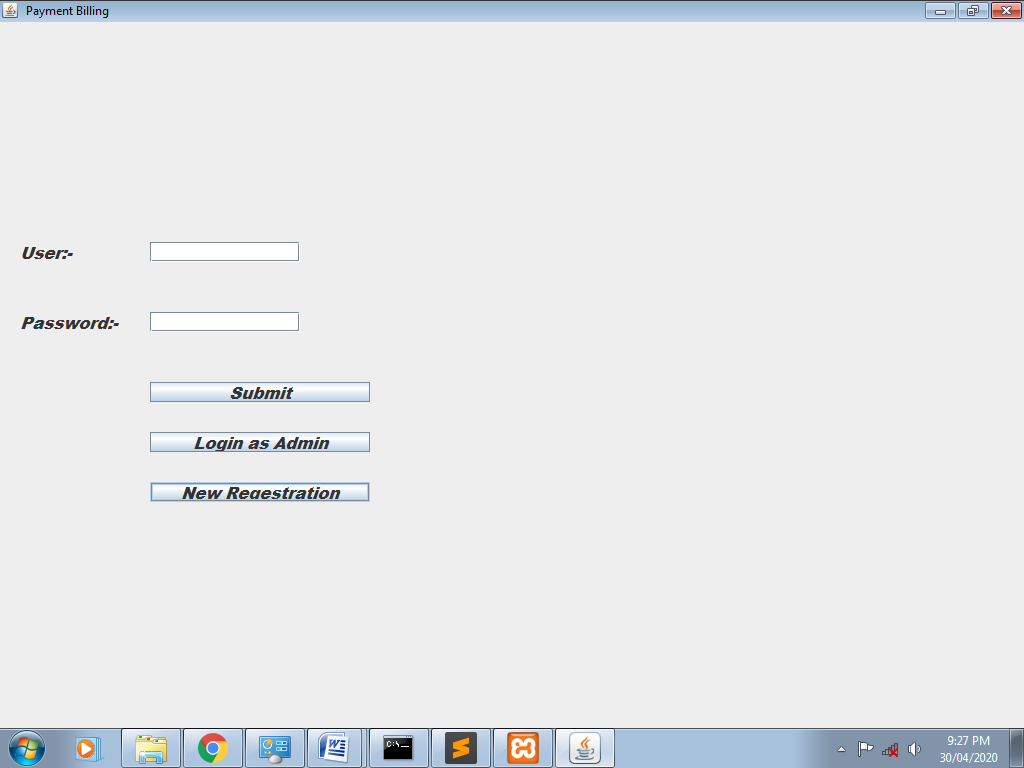 Payment Billing
User:-
Password:-
Submit
Login as Admin
New Regestration
C:\
9:27 PM
30/04/2020